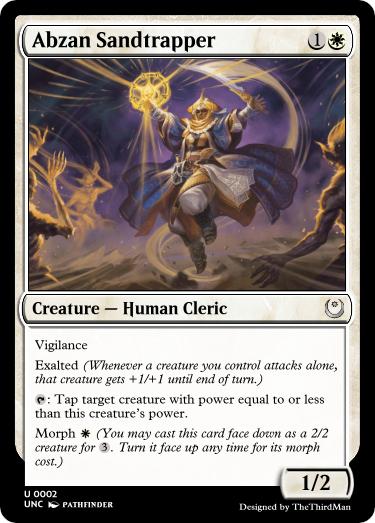 Abzan Sandtrapper 1
Creature — Human Cleric
Vigilance
Exalted (Whenever a creature you control attacks alone,
that creature gets +1/+1 until end of turn.)
: Tap target creature with power equal to or less
than this creature's power.
Morph (You may cast this card face down as a 2/2
creature for 3. Turn it face up any time for its morph
cost.)
1/2
U 0002
UNC PATHFINDER
Designed by TheThirdMan